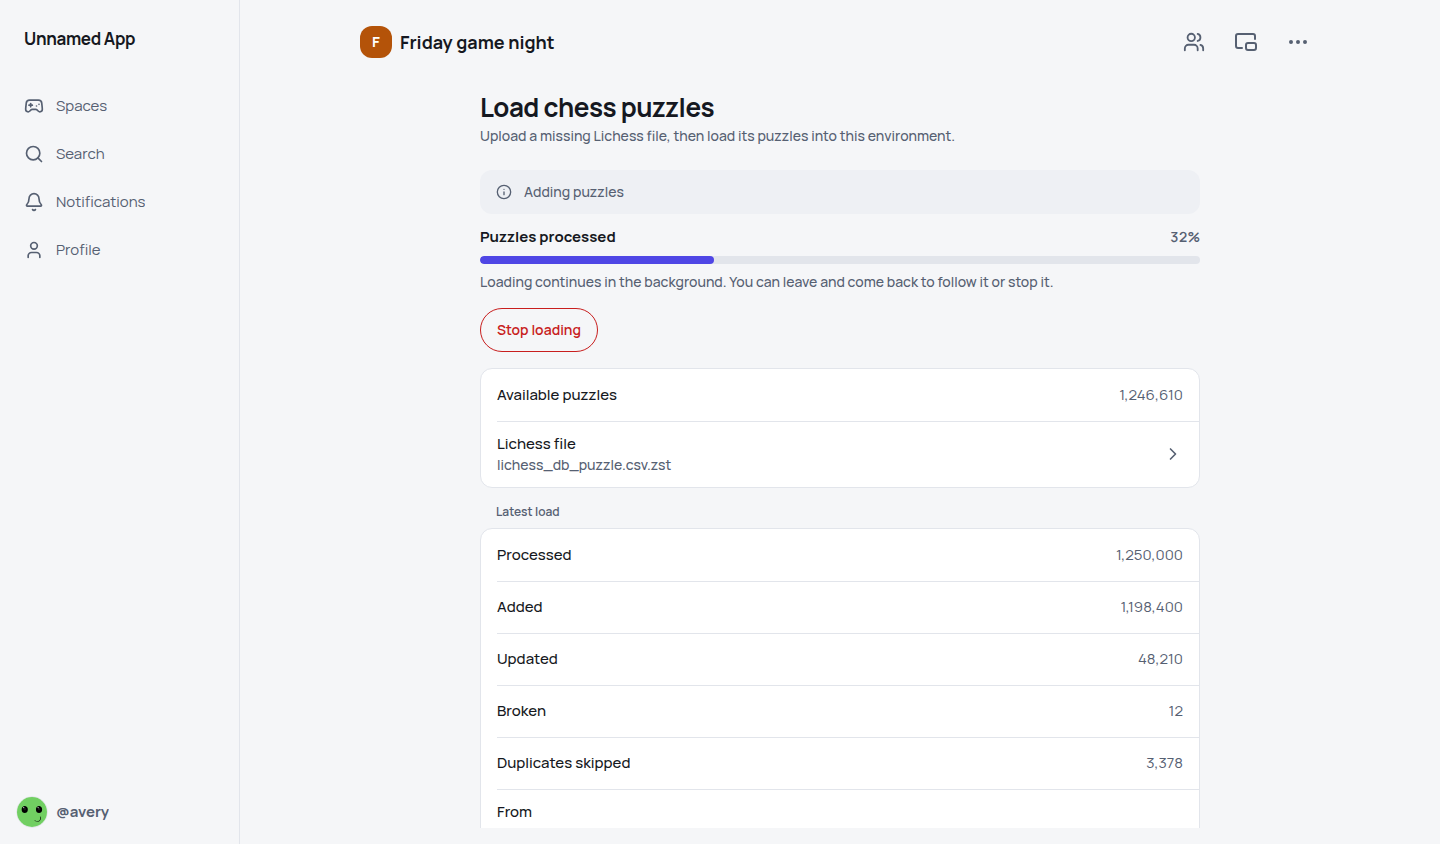 Unnamed App
Spaces
Search
Notifications
Profile
@avery
F
Friday game night
Load chess puzzles
Upload a missing Lichess file, then load its puzzles into this environment.
Adding puzzles
Puzzles processed 32%
Loading continues in the background. You can leave and come back to follow it or stop it.
Stop loading
Available puzzles 1,246,610
Lichess file
lichess_db_puzzle.csv.zst
Latest load
Processed 1,250,000
Added 1,198,400
Updated 48,210
Broken 12
Duplicates skipped 3,378
From